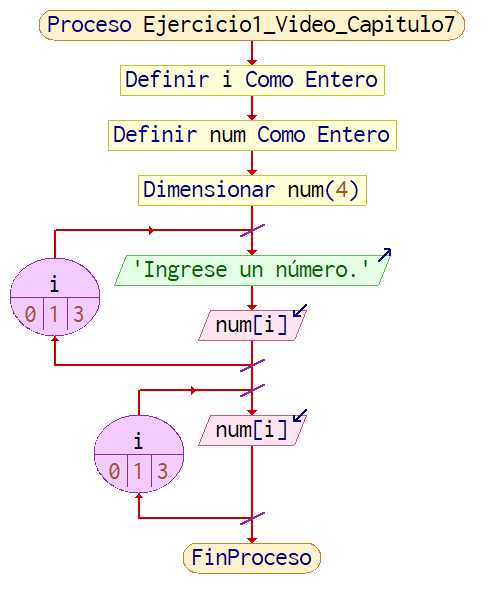 Proceso Ejercicio1_Video_Capitulo7
Definir i Como Entero
Definir num Como Entero
Dimensionar num(4)
'Ingrese un número.'
i
0 1 3
num[i]
num[i]
i
0 1 3
FinProceso